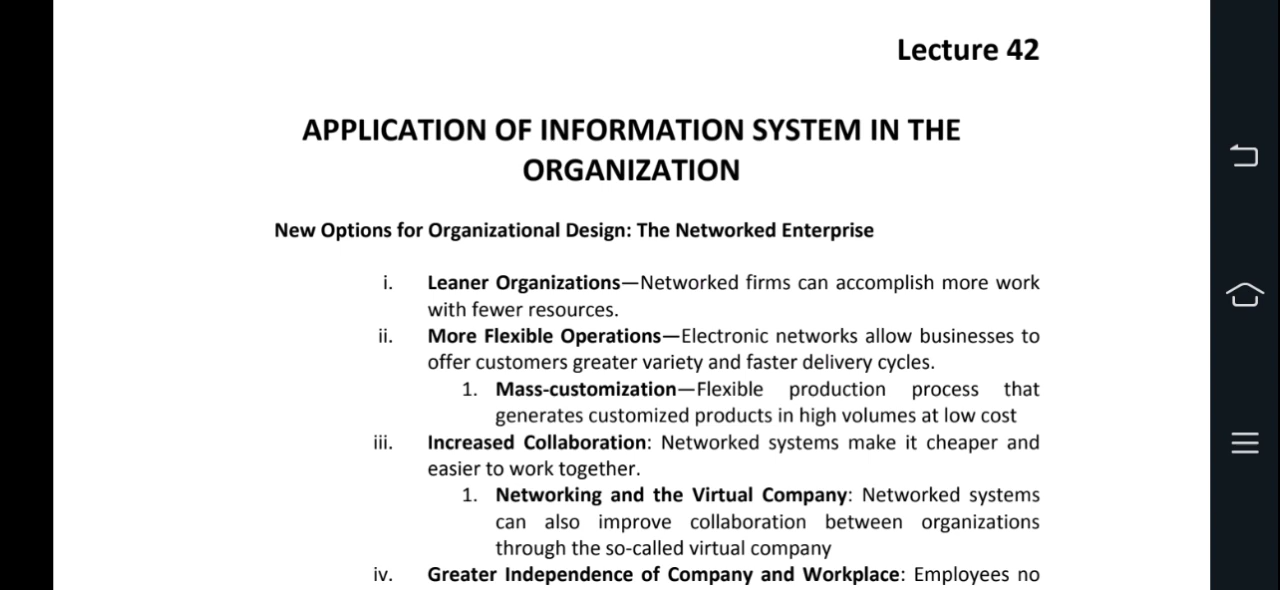 Lecture 42
APPLICATION OF INFORMATION SYSTEM IN THE
ORGANIZATION
New Options for Organizational Design: The Networked Enterprise
i. Leaner Organizations—Networked firms can accomplish more work
with fewer resources.
ii. More Flexible Operations—Electronic networks allow businesses to
offer customers greater variety and faster delivery cycles.
1. Mass-customization—Flexible production process that
generates customized products in high volumes at low cost
iii. Increased Collaboration: Networked systems make it cheaper and
easier to work together.
1. Networking and the Virtual Company: Networked systems
can also improve collaboration between organizations
through the so-called virtual company
iv. Greater Independence of Company and Workplace: Employees no